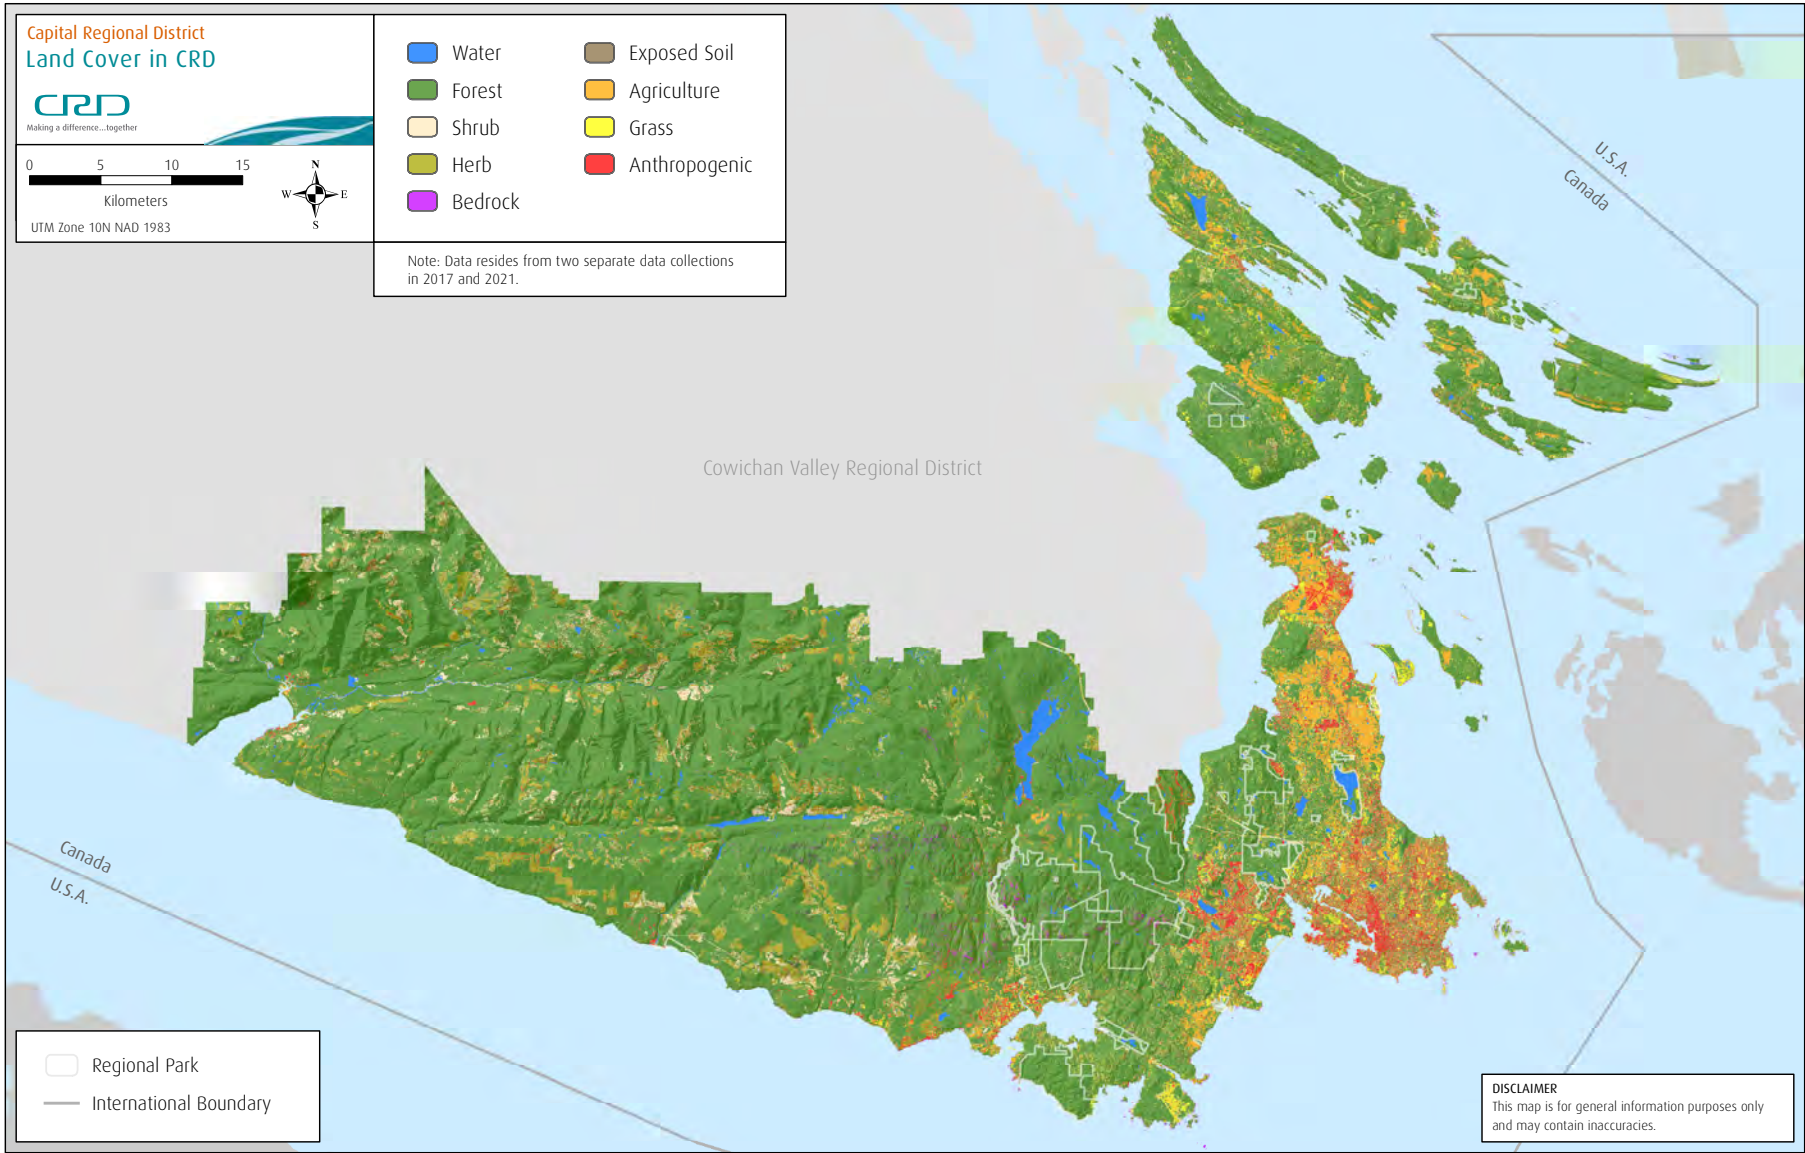 Capital Regional District
Land Cover in CRD
CRD
Making a difference...together
0 5 10 15
Kilometers
UTM Zone 10N NAD 1983
N
W E
S
Water
Forest
Shrub
Herb
Bedrock
Exposed Soil
Agriculture
Grass
Anthropogenic
Note: Data resides from two separate data collections
in 2017 and 2021.
U.S.A.
Canada
Cowichan Valley Regional District
Canada
U.S.A.
Regional Park
International Boundary
DISCLAIMER
This map is for general information purposes only
and may contain inaccuracies.